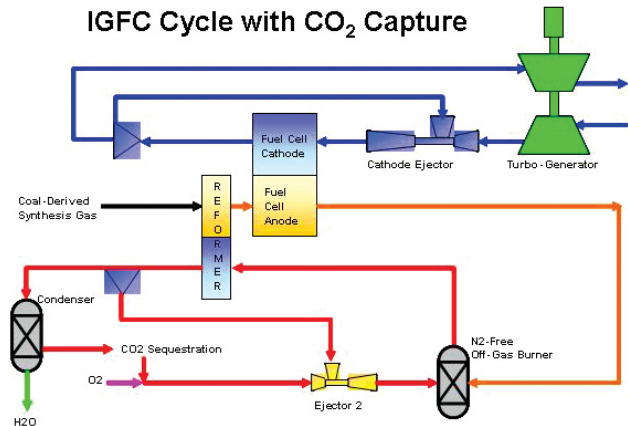 IGFC Cycle with CO2 Capture
Fuel Cell
Cathode
Cathode Ejector
Turbo-Generator
Coal-Derived
Synthesis Gas
REFORMER
Fuel
Cell
Anode
Condenser
CO2 Sequestration
N2-Free
Off-Gas Burner
O2
Ejector 2
H2O